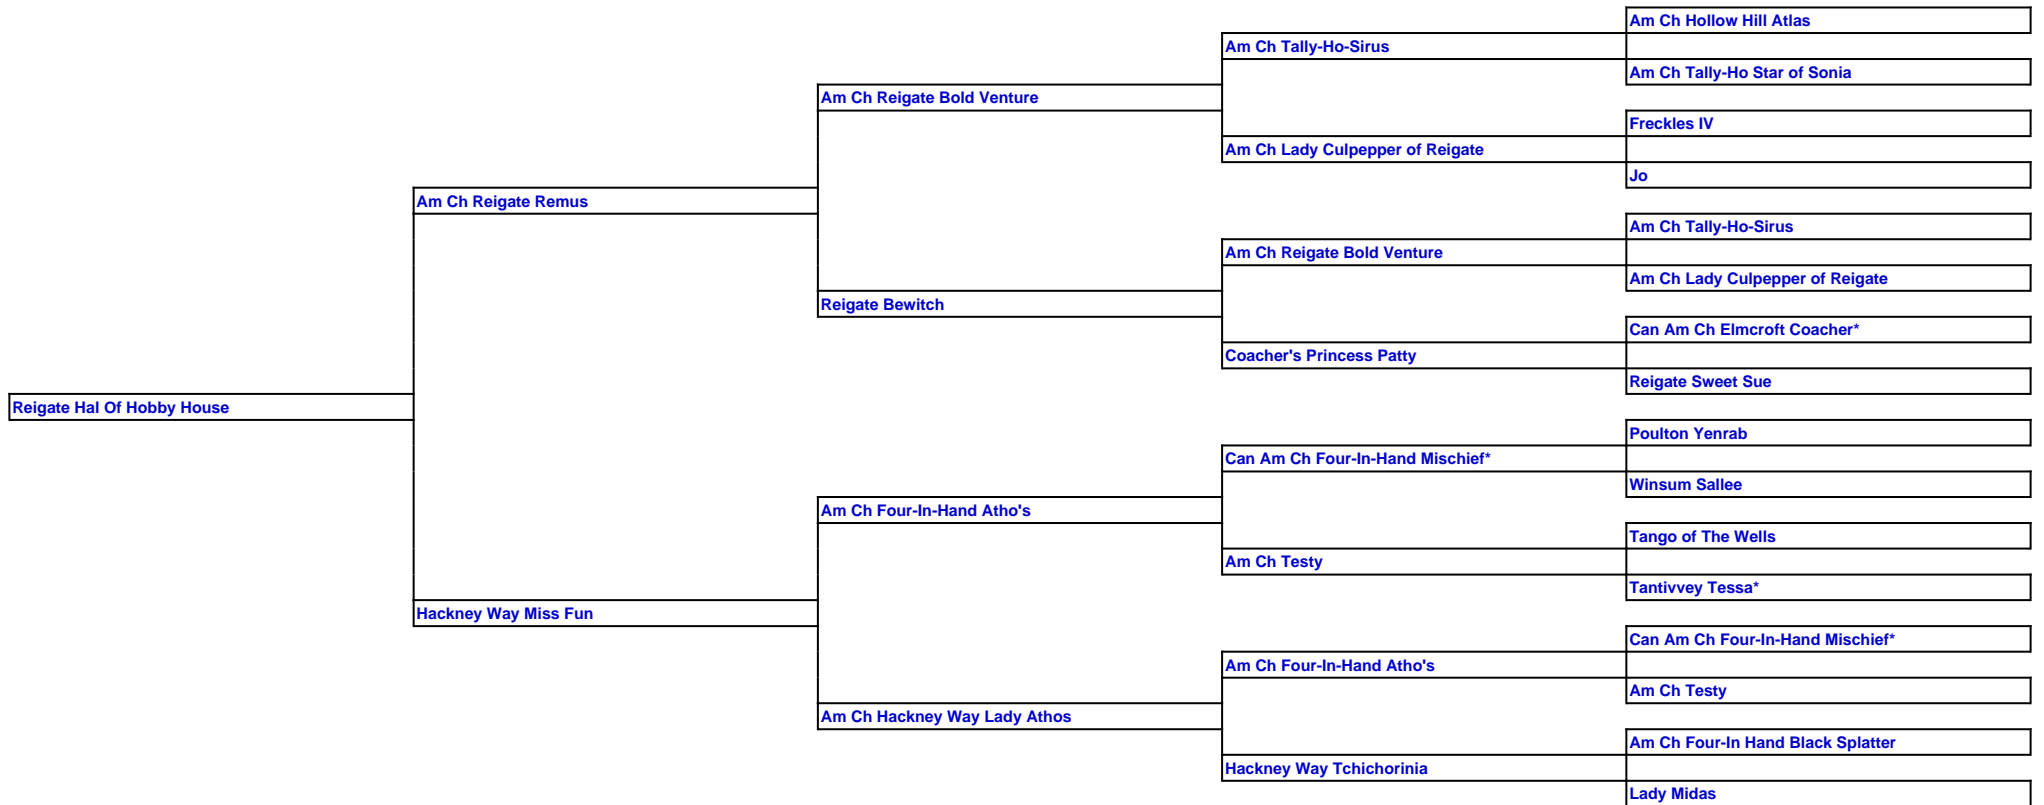 Am Ch Hollow Hill Atlas
Am Ch Tally-Ho-Sirus
Am Ch Tally-Ho Star of Sonia
Am Ch Reigate Bold Venture
Freckles IV
Am Ch Lady Culpepper of Reigate
Jo
Am Ch Reigate Remus
Am Ch Tally-Ho-Sirus
Am Ch Reigate Bold Venture
Am Ch Lady Culpepper of Reigate
Reigate Bewitch
Can Am Ch Elmcroft Coacher*
Coacher's Princess Patty
Reigate Sweet Sue
Reigate Hal Of Hobby House
Poulton Yenrab
Can Am Ch Four-In-Hand Mischief*
Winsum Sallee
Am Ch Four-In-Hand Atho's
Tango of The Wells
Am Ch Testy
Tantivvey Tessa*
Hackney Way Miss Fun
Can Am Ch Four-In-Hand Mischief*
Am Ch Four-In-Hand Atho's
Am Ch Testy
Am Ch Hackney Way Lady Athos
Am Ch Four-In Hand Black Splatter
Hackney Way Tchichorinia
Lady Midas